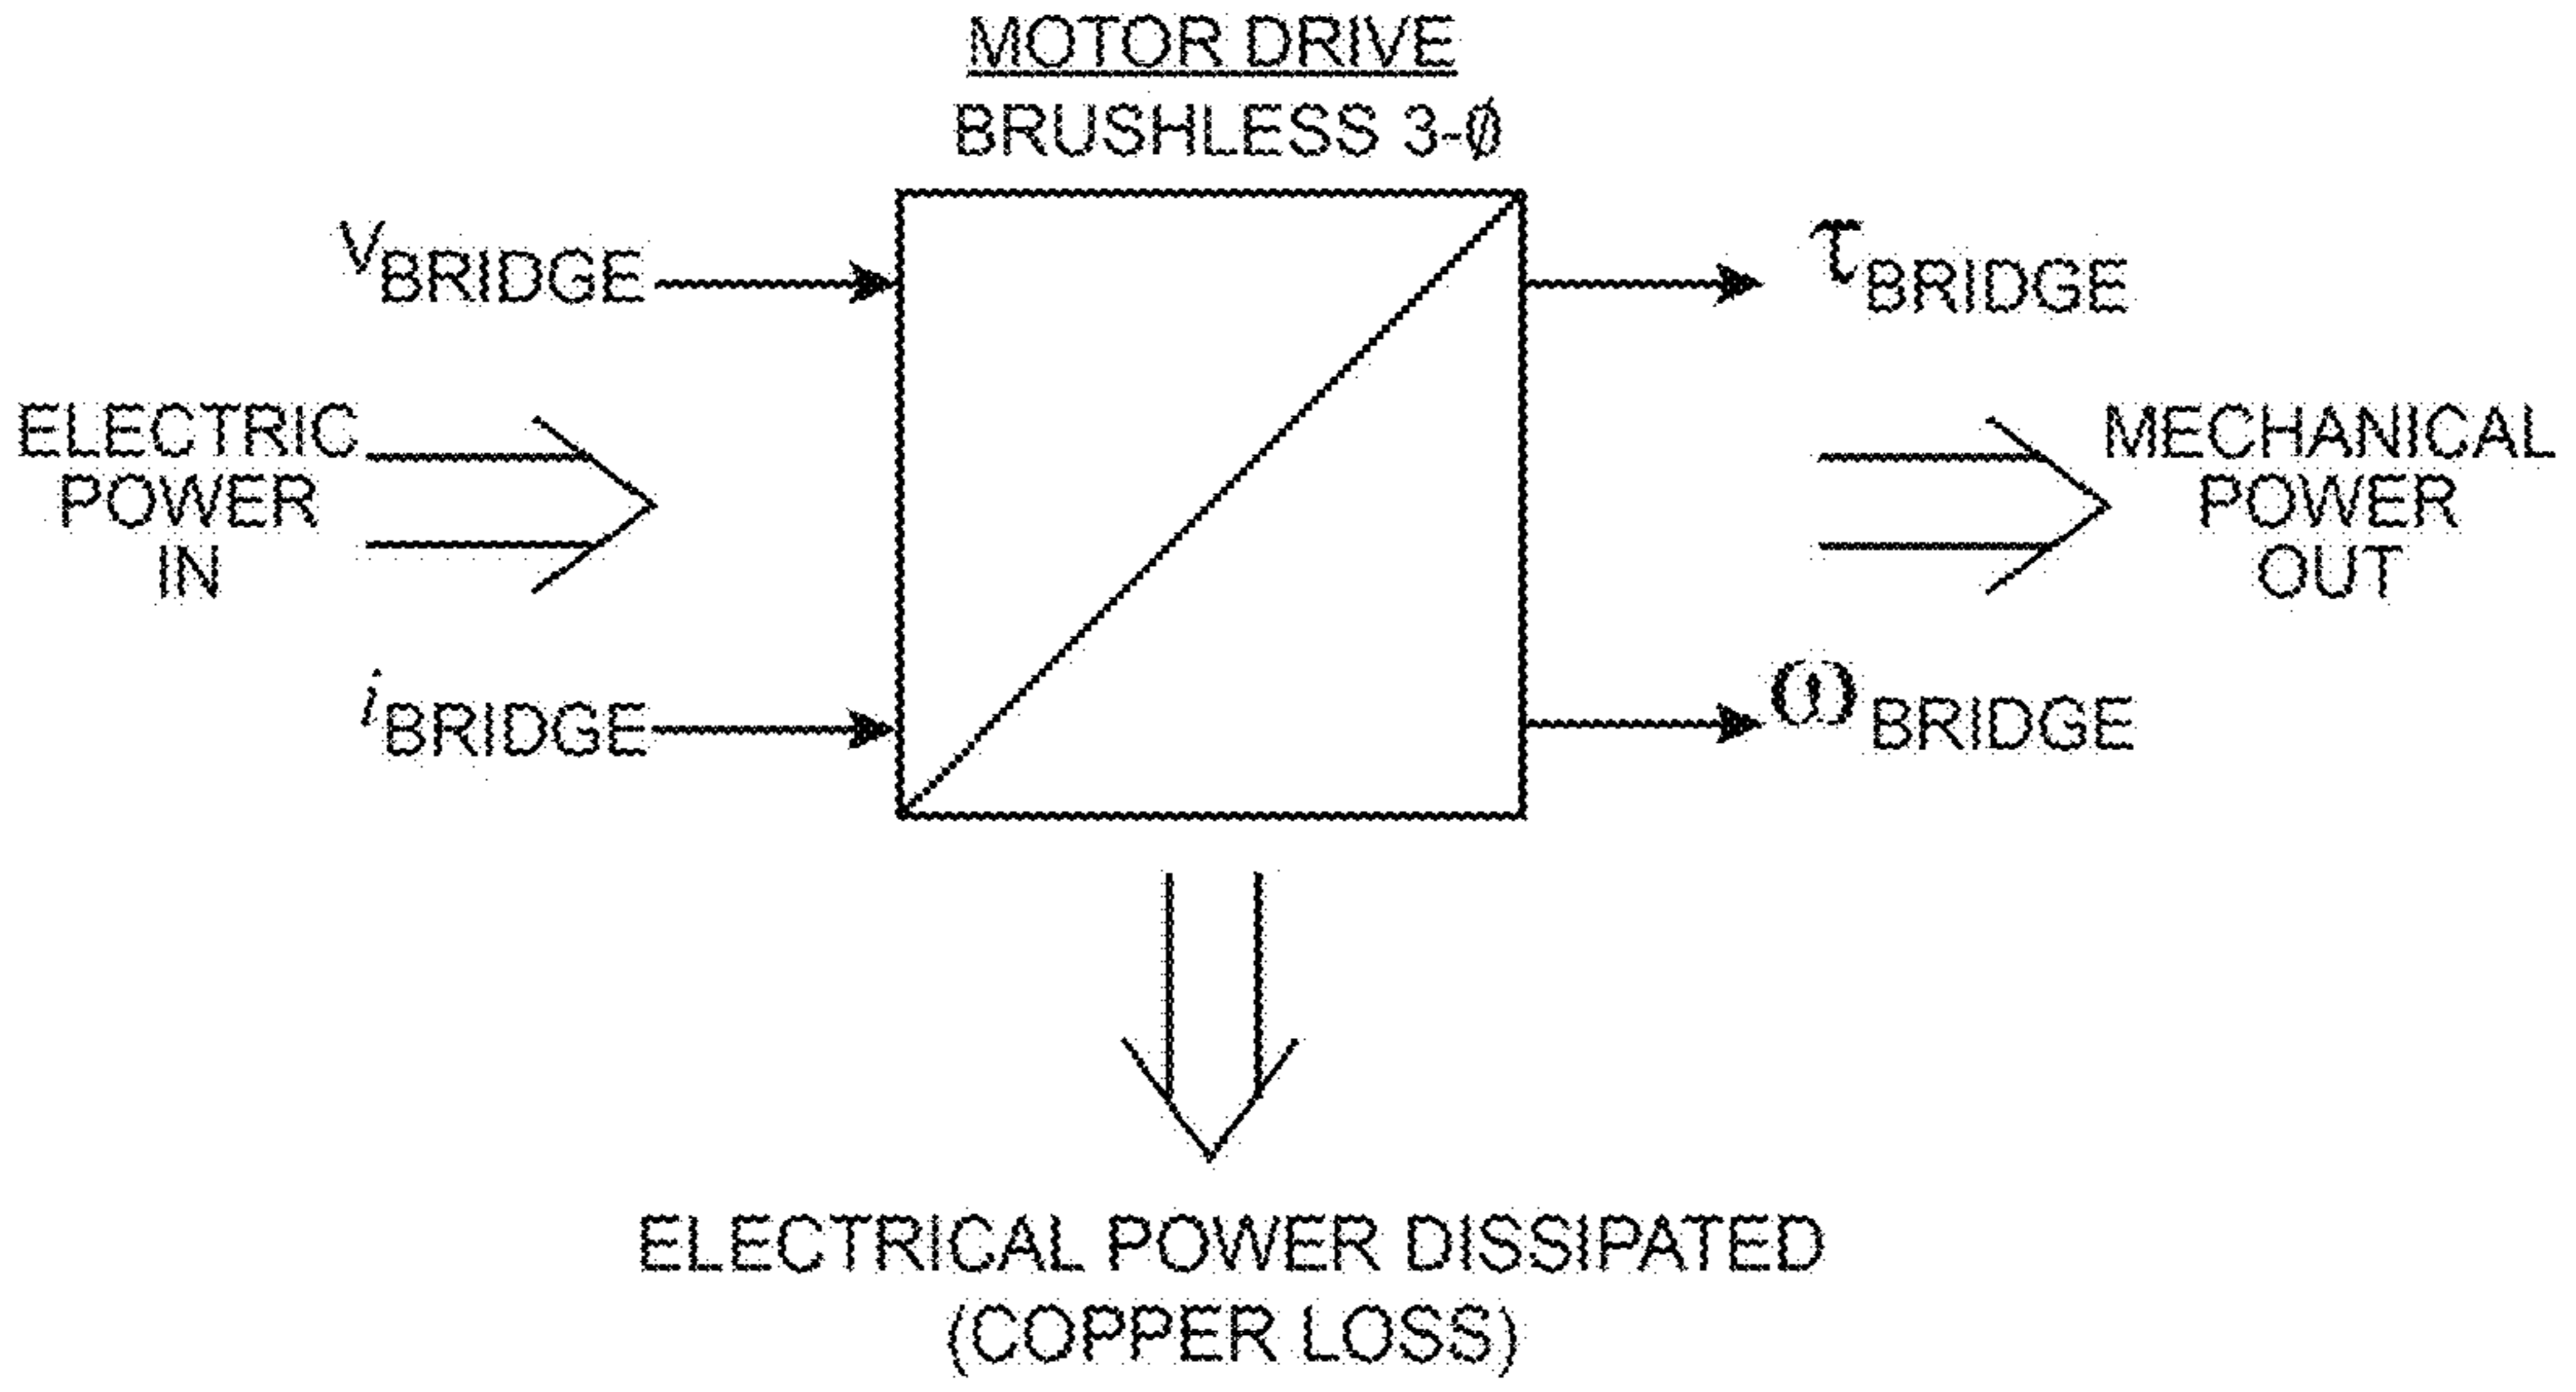 MOTOR DRIVE
BRUSHLESS 3-Ø
VBRIDGE
τBRIDGE
ELECTRIC
POWER
IN
MECHANICAL
POWER
OUT
iBRIDGE
ωBRIDGE
ELECTRICAL POWER DISSIPATED
(COPPER LOSS)